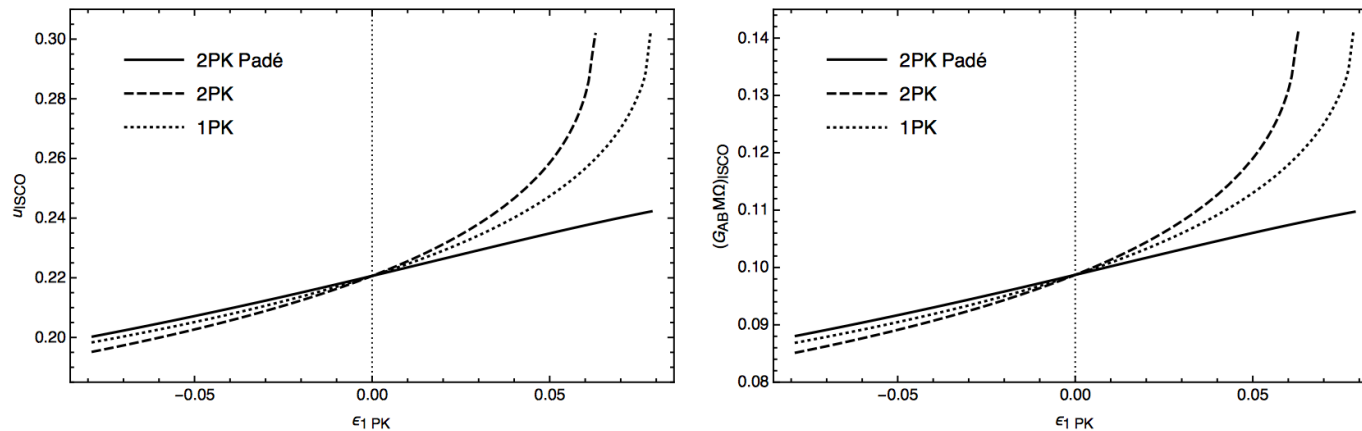 0.30
0.28
0.26
0.24
0.22
0.20
u_ISCO
2PK Padé
2PK
1PK
−0.05
0.00
0.05
ϵ_1 PK
0.14
0.13
0.12
0.11
0.10
0.09
0.08
(G_AB MΩ)_ISCO
2PK Padé
2PK
1PK
−0.05
0.00
0.05
ϵ_1 PK